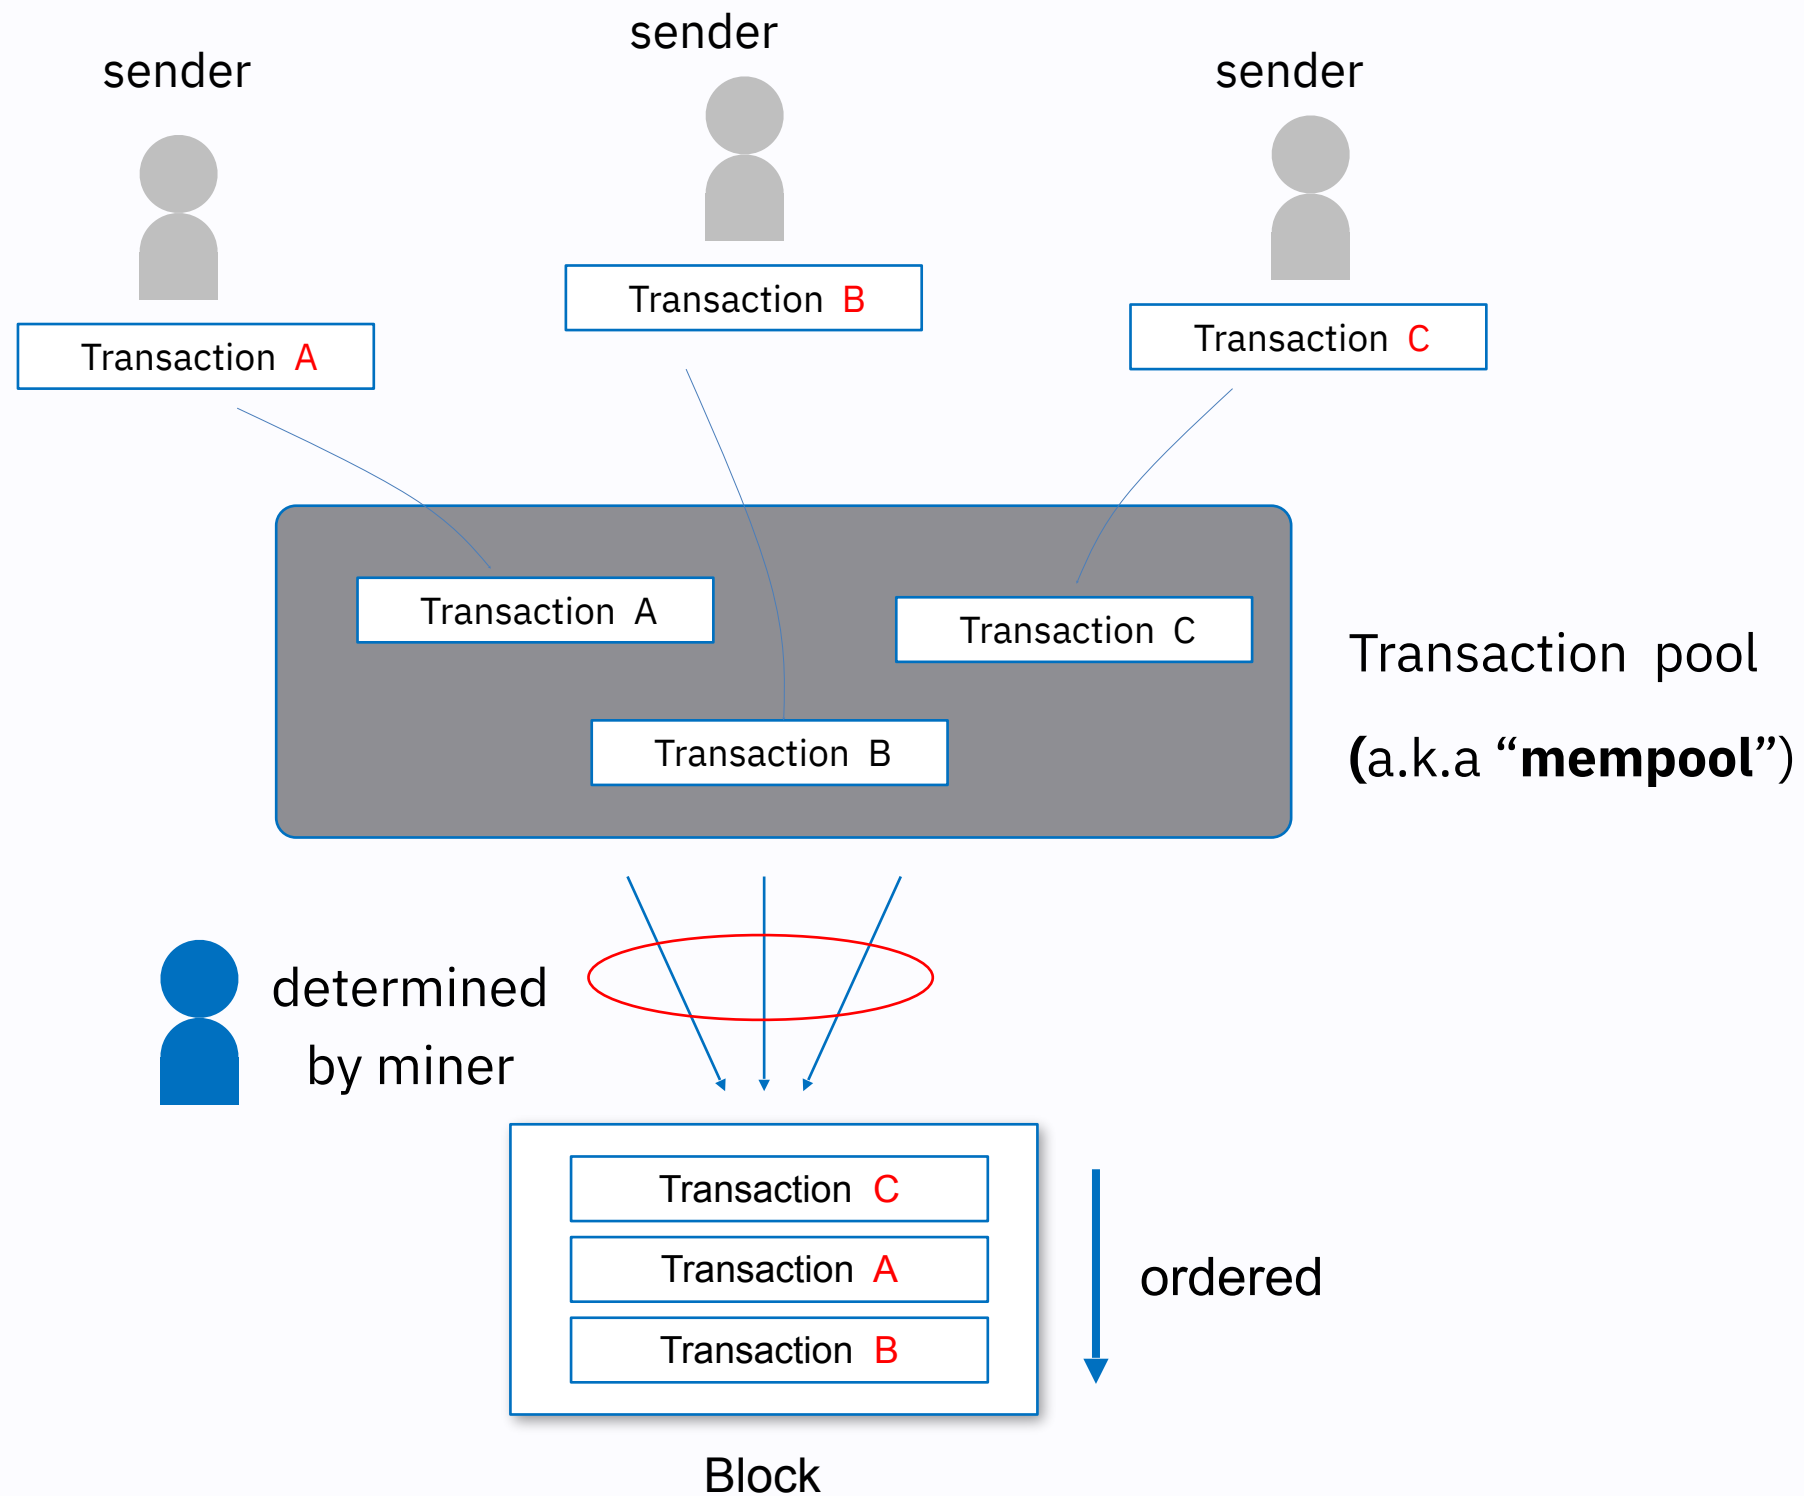 sender
sender
sender
Transaction A
Transaction B
Transaction C
Transaction A
Transaction C
Transaction B
Transaction pool
(a.k.a “mempool”)
determined
by miner
Transaction C
Transaction A
Transaction B
ordered
Block